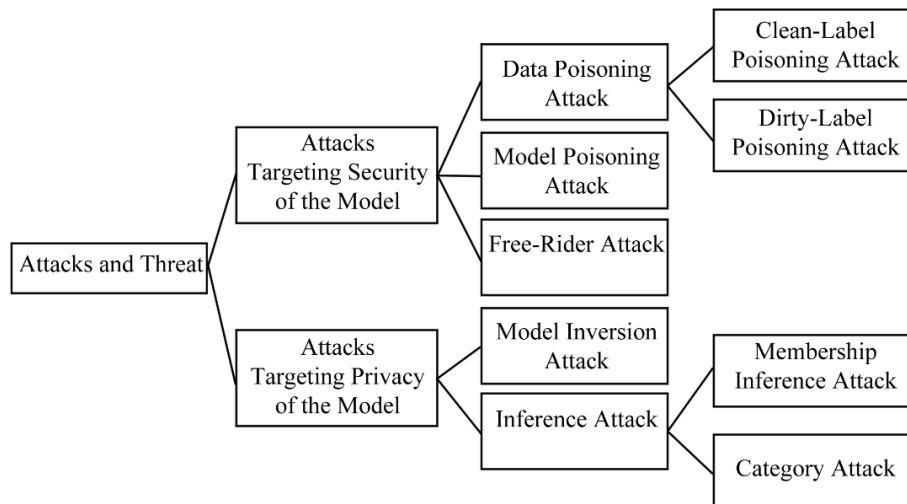 Attacks and Threat
Attacks
Targeting Security
of the Model
Attacks
Targeting Privacy
of the Model
Data Poisoning
Attack
Model Poisoning
Attack
Free-Rider Attack
Model Inversion
Attack
Inference Attack
Clean-Label
Poisoning Attack
Dirty-Label
Poisoning Attack
Membership
Inference Attack
Category Attack